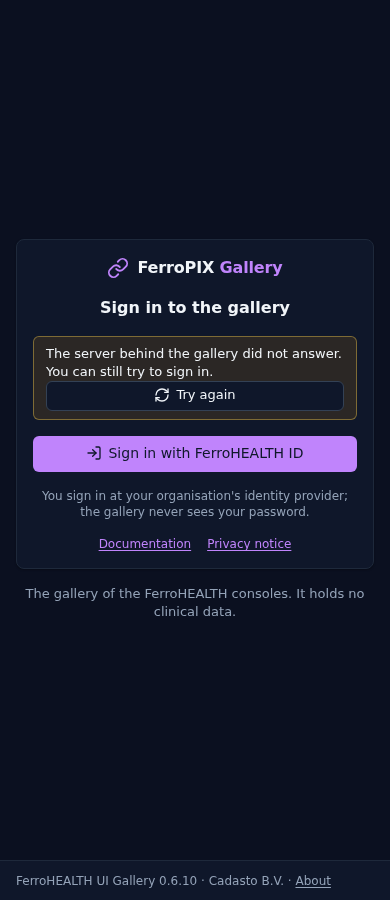 FerroPIX Gallery
Sign in to the gallery
The server behind the gallery did not answer.
You can still try to sign in.
Try again
Sign in with FerroHEALTH ID
You sign in at your organisation's identity provider;
the gallery never sees your password.
Documentation Privacy notice
The gallery of the FerroHEALTH consoles. It holds no
clinical data.
FerroHEALTH UI Gallery 0.6.10 · Cadasto B.V. · About